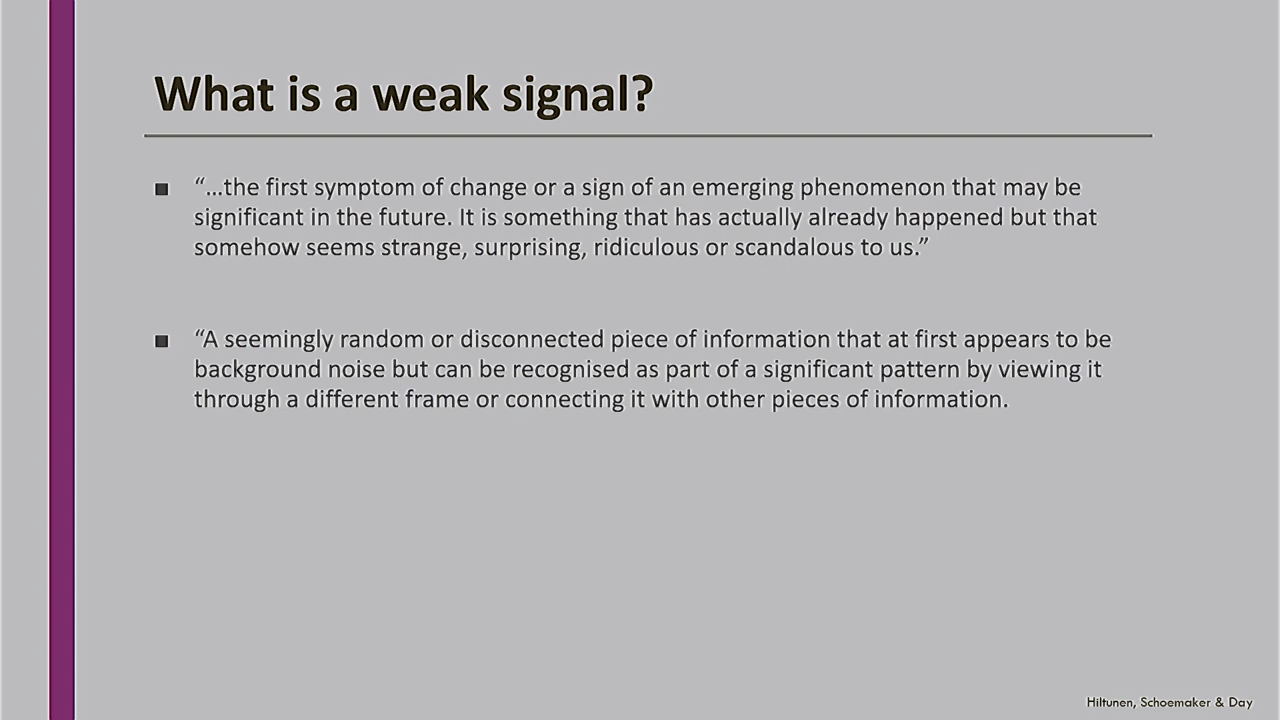 What is a weak signal?
■ “…the first symptom of change or a sign of an emerging phenomenon that may be
significant in the future. It is something that has actually already happened but that
somehow seems strange, surprising, ridiculous or scandalous to us.”
■ “A seemingly random or disconnected piece of information that at first appears to be
background noise but can be recognised as part of a significant pattern by viewing it
through a different frame or connecting it with other pieces of information.
Hiltunen, Schoemaker & Day